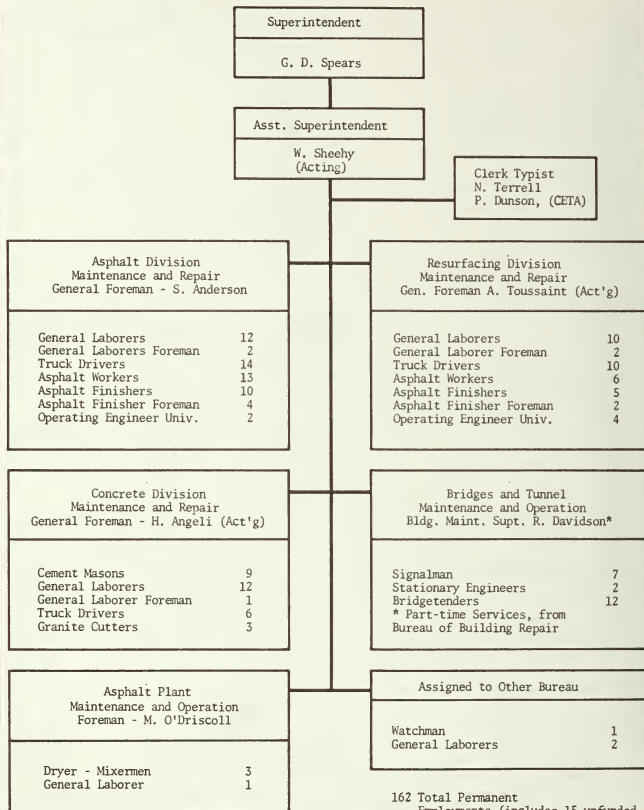 Superintendent
G. D. Spears
Asst. Superintendent
W. Sheehy
(Acting)
Clerk Typist
N. Terrell
P. Dunson, (CETA)
Asphalt Division
Maintenance and Repair
General Foreman - S. Anderson
General Laborers 12
General Laborers Foreman 2
Truck Drivers 14
Asphalt Workers 13
Asphalt Finishers 10
Asphalt Finisher Foreman 4
Operating Engineer Univ. 2
Resurfacing Division
Maintenance and Repair
Gen. Foreman A. Toussaint (Act'g)
General Laborers 10
General Laborer Foreman 2
Truck Drivers 10
Asphalt Workers 6
Asphalt Finishers 5
Asphalt Finisher Foreman 2
Operating Engineer Univ. 4
Concrete Division
Maintenance and Repair
General Foreman - H. Angeli (Act'g)
Cement Masons 9
General Laborers 12
General Laborer Foreman 1
Truck Drivers 6
Granite Cutters 3
Bridges and Tunnel
Maintenance and Operation
Bldg. Maint. Supt. R. Davidson*
Signalman 7
Stationary Engineers 2
Bridgetenders 12
* Part-time Services, from
Bureau of Building Repair
Asphalt Plant
Maintenance and Operation
Foreman - M. O'Driscoll
Dryer - Mixermen 3
General Laborer 1
Assigned to Other Bureau
Watchman 1
General Laborers 2
162 Total Permanent
Employments (includes 15 unfunded